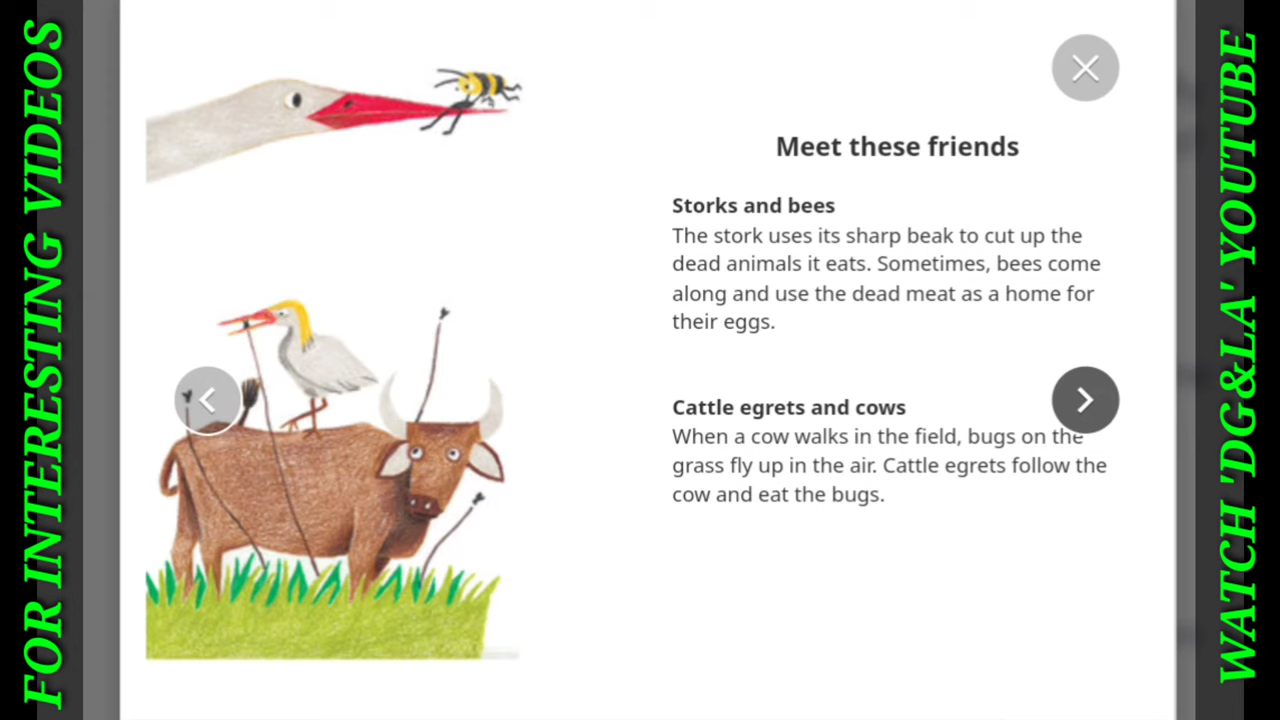 FOR INTERESTING VIDEOS
Meet these friends
Storks and bees
The stork uses its sharp beak to cut up the
dead animals it eats. Sometimes, bees come
along and use the dead meat as a home for
their eggs.
Cattle egrets and cows
When a cow walks in the field, bugs on the
grass fly up in the air. Cattle egrets follow the
cow and eat the bugs.
WATCH 'DG&LA' YOUTUBE